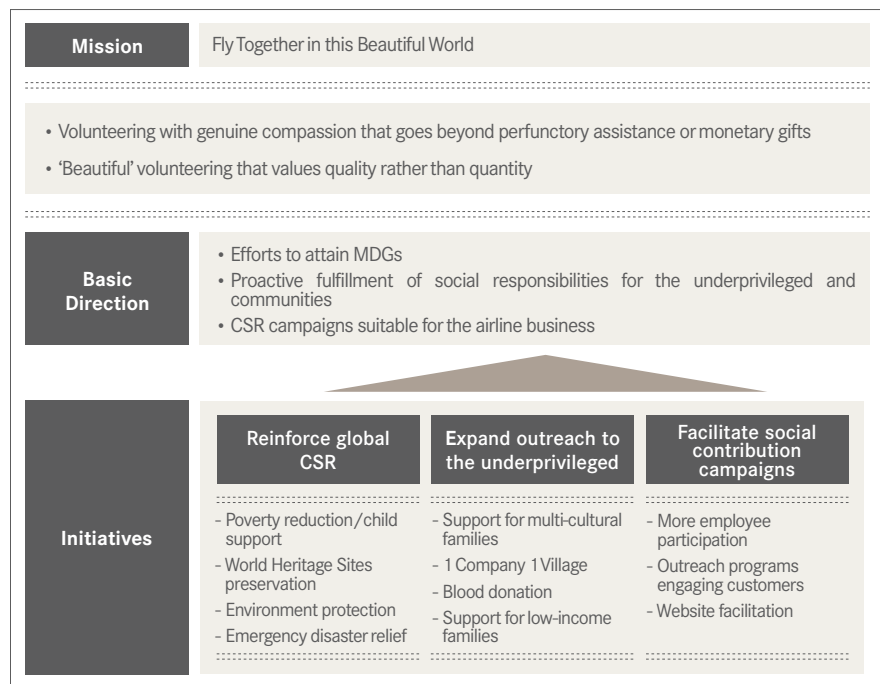 Mission
Fly Together in this Beautiful World
• Volunteering with genuine compassion that goes beyond perfunctory assistance or monetary gifts
• ‘Beautiful’ volunteering that values quality rather than quantity
Basic
Direction
• Efforts to attain MDGs
• Proactive fulfillment of social responsibilities for the underprivileged and
communities
• CSR campaigns suitable for the airline business
Initiatives
Reinforce global
CSR
- Poverty reduction/child
support
- World Heritage Sites
preservation
- Environment protection
- Emergency disaster relief
Expand outreach to
the underprivileged
- Support for multi-cultural
families
- 1 Company 1 Village
- Blood donation
- Support for low-income
families
Facilitate social
contribution
campaigns
- More employee
participation
- Outreach programs
engaging customers
- Website facilitation